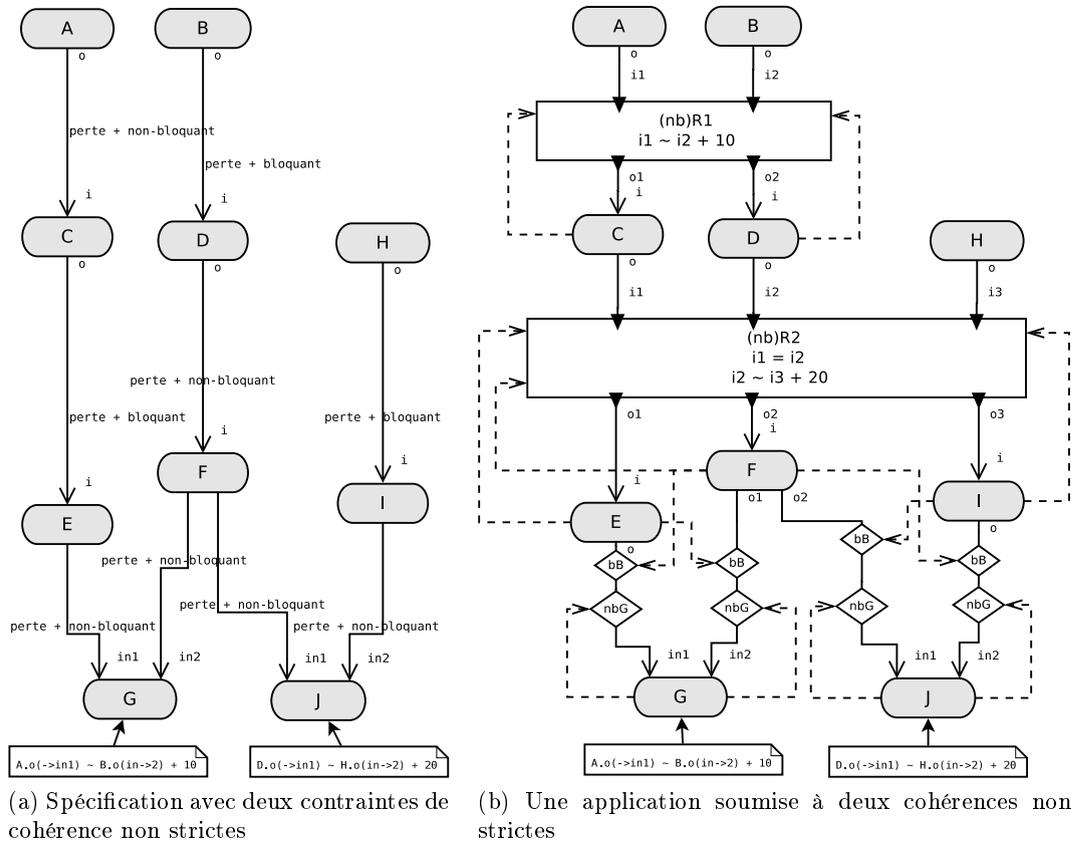 A
B
o
o
perte + non-bloquant
perte + bloquant
i
i
C
D
H
o
o
o
perte + non-bloquant
perte + bloquant
perte + bloquant
i
i
i
F
I
E
perte + non-bloquant
perte + non-bloquant
perte + non-bloquant
perte + non-bloquant
in1
in2
in1
in2
G
J
A.o(->in1) ~ B.o(in->2) + 10
D.o(->in1) ~ H.o(in->2) + 20
(a) Spécification avec deux contraintes de
cohérence non strictes
A
B
o
o
i1
i2
(nb)R1
i1 ~ i2 + 10
o1
o2
i
i
C
D
H
o
o
o
i1
i2
i3
(nb)R2
i1 = i2
i2 ~ i3 + 20
o1
o2
o3
i
i
i
F
o1
o2
I
E
o
o
bB
bB
bB
bB
nbG
nbG
nbG
nbG
in1
in2
in1
in2
G
J
A.o(->in1) ~ B.o(in->2) + 10
D.o(->in1) ~ H.o(in->2) + 20
(b) Une application soumise à deux cohérences non
strictes